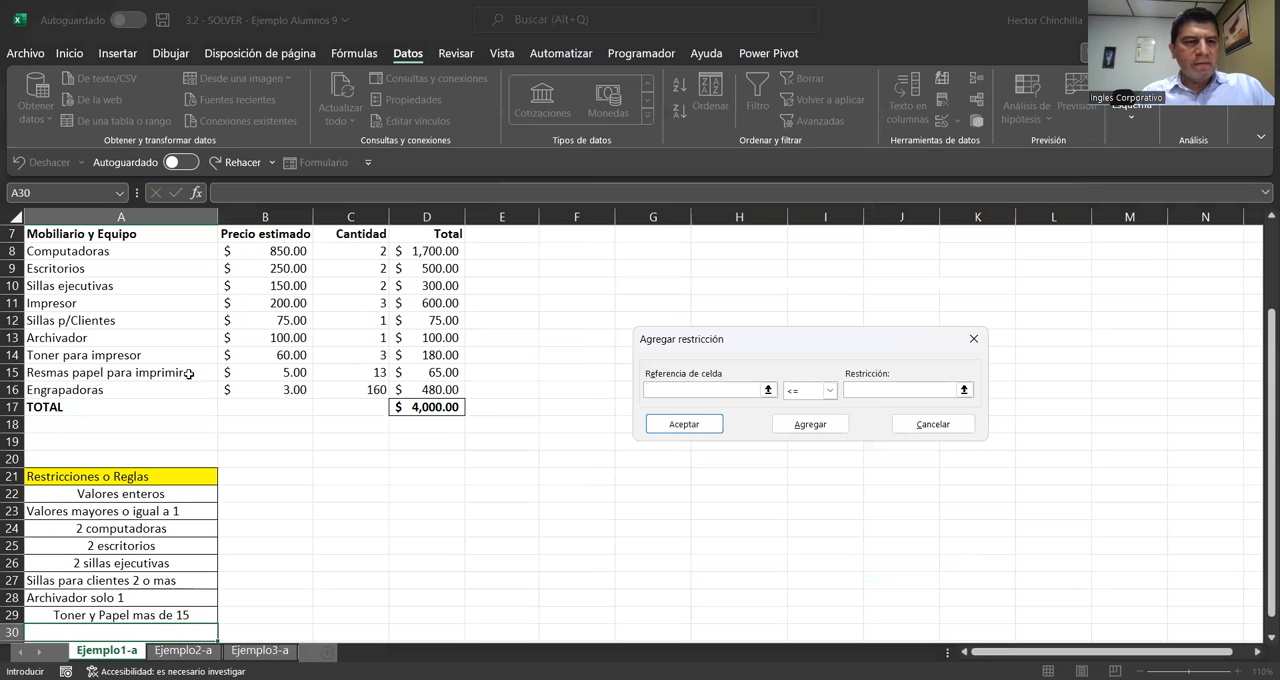 Autoguardado
3.2 - SOLVER - Ejemplo Alumnos 9
Buscar (Alt+Q)
Hector Chinchilla
Archivo Inicio Insertar Dibujar Disposición de página Fórmulas Datos Revisar Vista Automatizar Programador Ayuda Power Pivot
Obtener datos
De texto/CSV
De la web
De una tabla o rango
Desde una imagen
Fuentes recientes
Conexiones existentes
Obtener y transformar datos
Actualizar todo
Consultas y conexiones
Propiedades
Editar vínculos
Consultas y conexiones
Cotizaciones
Monedas
Tipos de datos
Ordenar
Filtro
Borrar
Volver a aplicar
Avanzadas
Ordenar y filtrar
Texto en columnas
Herramientas de datos
Análisis de hipótesis
Previsión
Esquema
Análisis
Ingles Corporativo
Deshacer Autoguardado Rehacer Formulario
A30
fx
A B C D E F G H I J K L M N
7 Mobiliario y Equipo Precio estimado Cantidad Total
8 Computadoras $ 850.00 2 $ 1,700.00
9 Escritorios $ 250.00 2 $ 500.00
10 Sillas ejecutivas $ 150.00 2 $ 300.00
11 Impresor $ 200.00 3 $ 600.00
12 Sillas p/Clientes $ 75.00 1 $ 75.00
13 Archivador $ 100.00 1 $ 100.00
14 Toner para impresor $ 60.00 3 $ 180.00
15 Resmas papel para imprimir $ 5.00 13 $ 65.00
16 Engrapadoras $ 3.00 160 $ 480.00
17 TOTAL $ 4,000.00
18
19
20
21 Restricciones o Reglas
22 Valores enteros
23 Valores mayores o igual a 1
24 2 computadoras
25 2 escritorios
26 2 sillas ejecutivas
27 Sillas para clientes 2 o mas
28 Archivador solo 1
29 Toner y Papel mas de 15
30
Agregar restricción
Referencia de celda Restricción:
<=
Aceptar Agregar Cancelar
Ejemplo1-a Ejemplo2-a Ejemplo3-a
Introducir Accesibilidad: es necesario investigar 110%